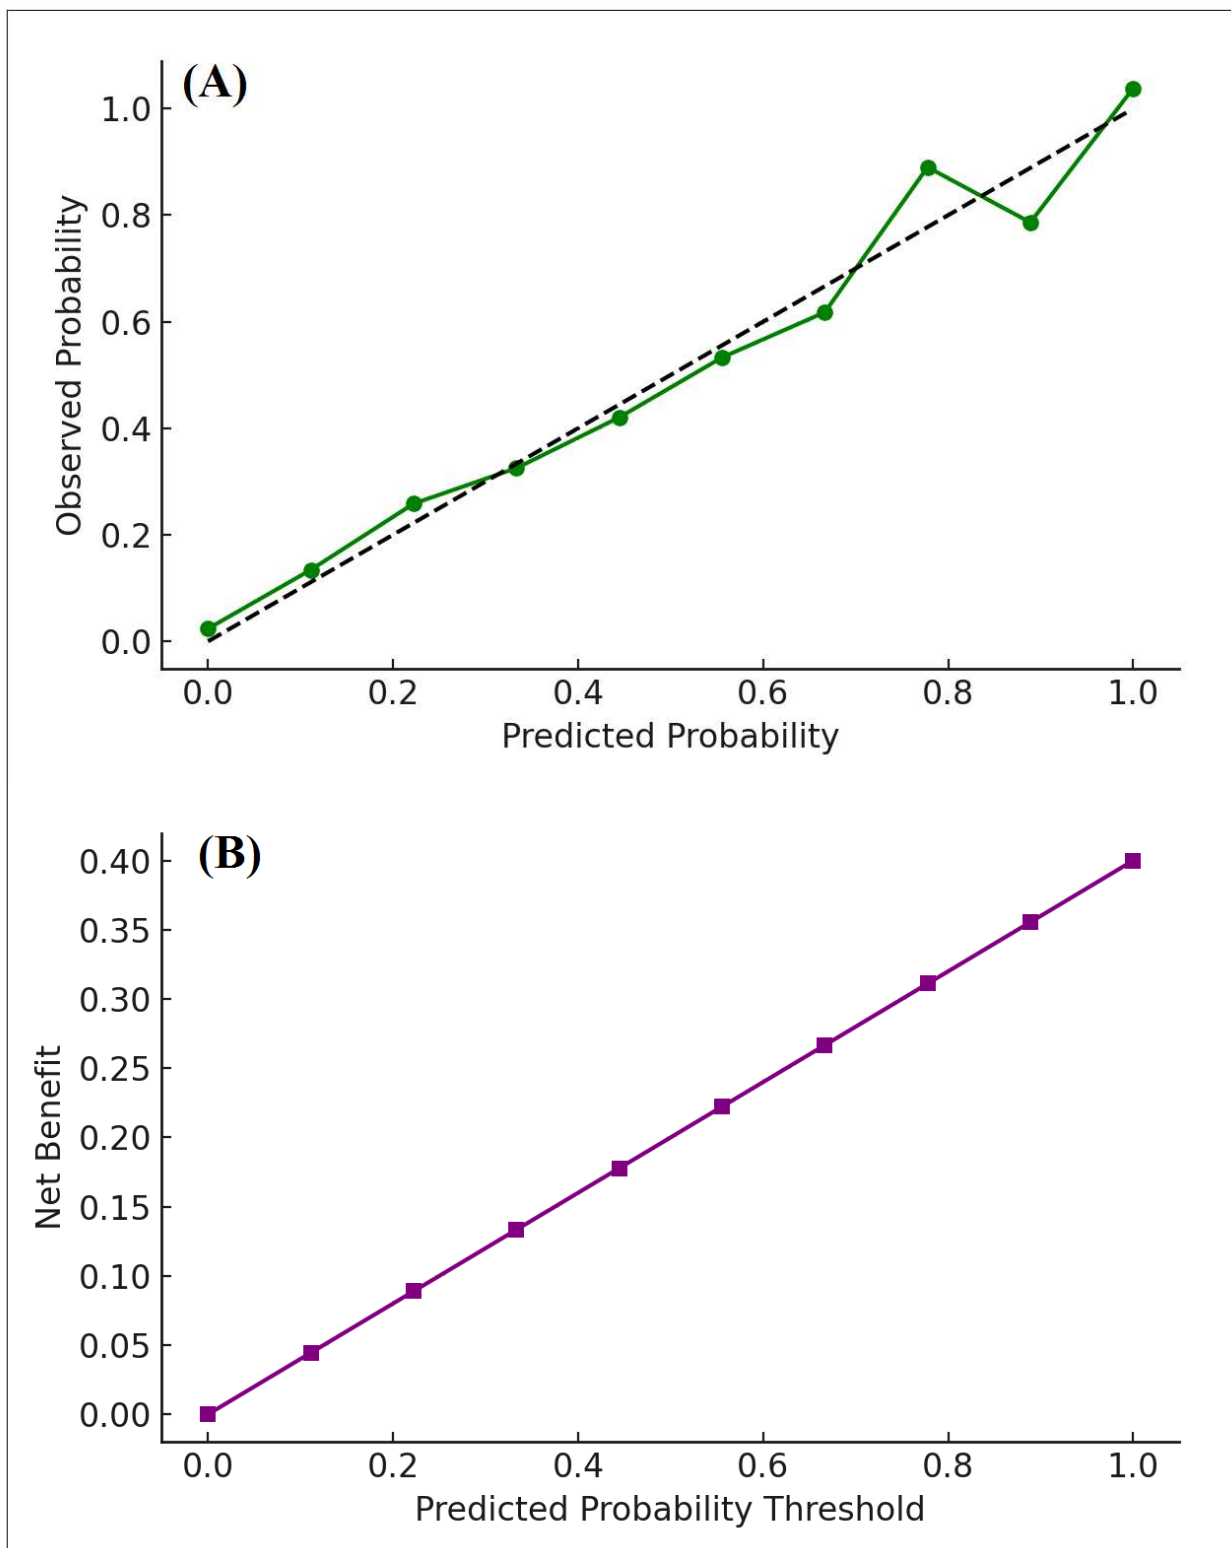 (A)
1.0
0.8
0.6
0.4
0.2
0.0
Observed Probability
0.0 0.2 0.4 0.6 0.8 1.0
Predicted Probability
(B)
0.40
0.35
0.30
0.25
0.20
0.15
0.10
0.05
0.00
Net Benefit
0.0 0.2 0.4 0.6 0.8 1.0
Predicted Probability Threshold